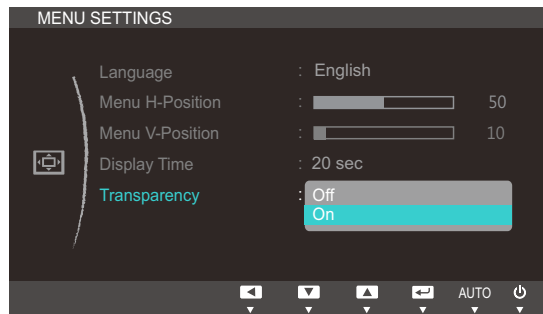 MENU SETTINGS
Language : English
Menu H-Position : 50
Menu V-Position : 10
Display Time : 20 sec
Transparency : Off
On
AUTO